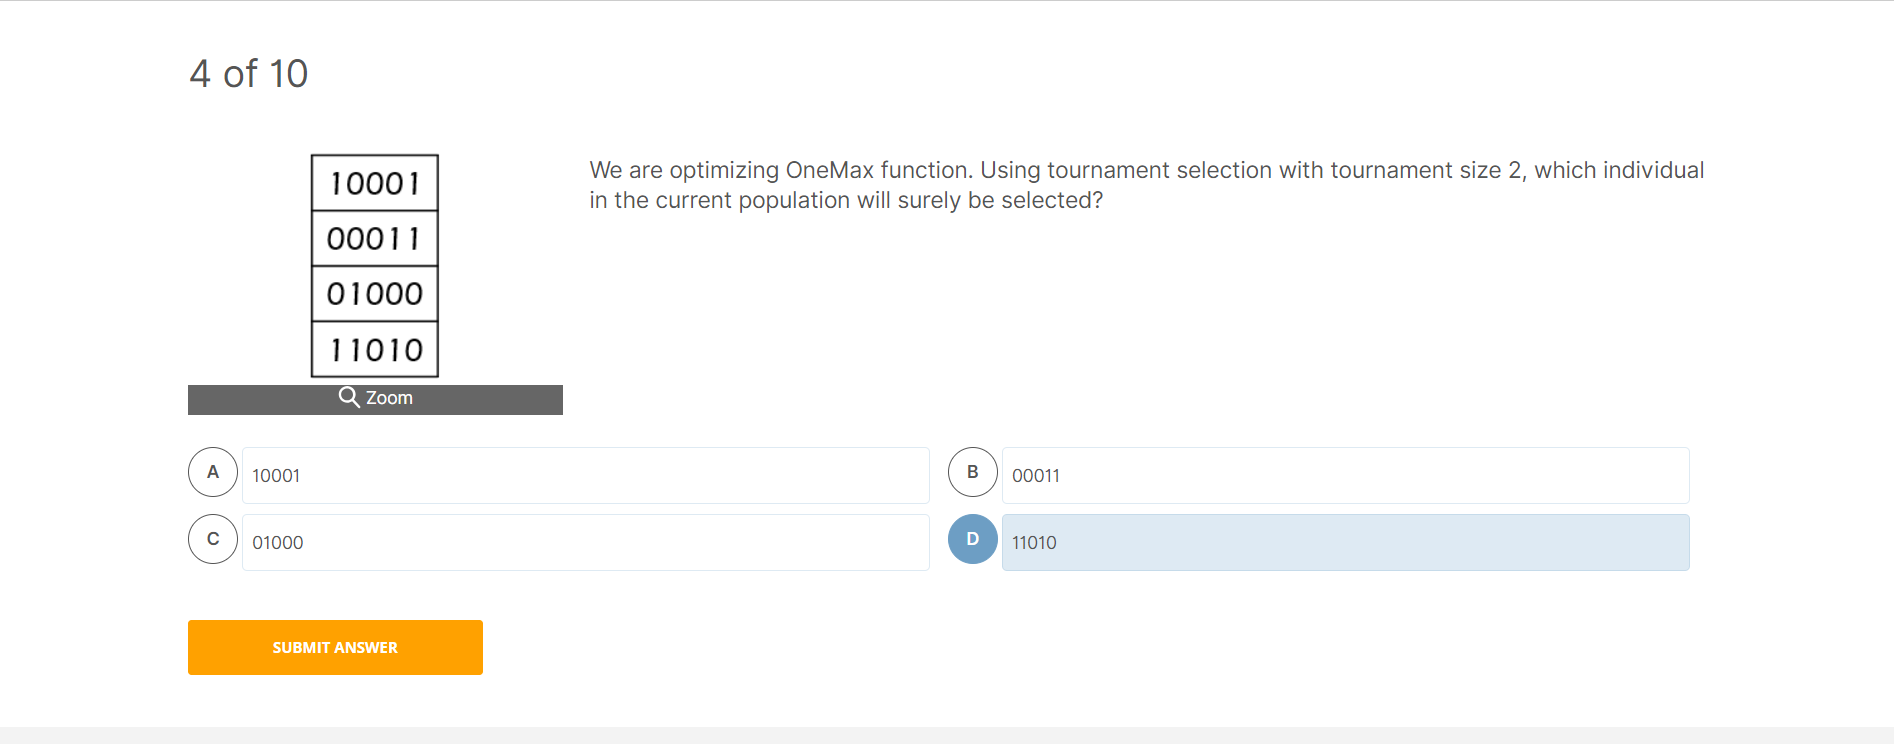 4 of 10
10001
00011
01000
11010
Zoom
We are optimizing OneMax function. Using tournament selection with tournament size 2, which individual
in the current population will surely be selected?
A 10001
B 00011
C 01000
D 11010
SUBMIT ANSWER